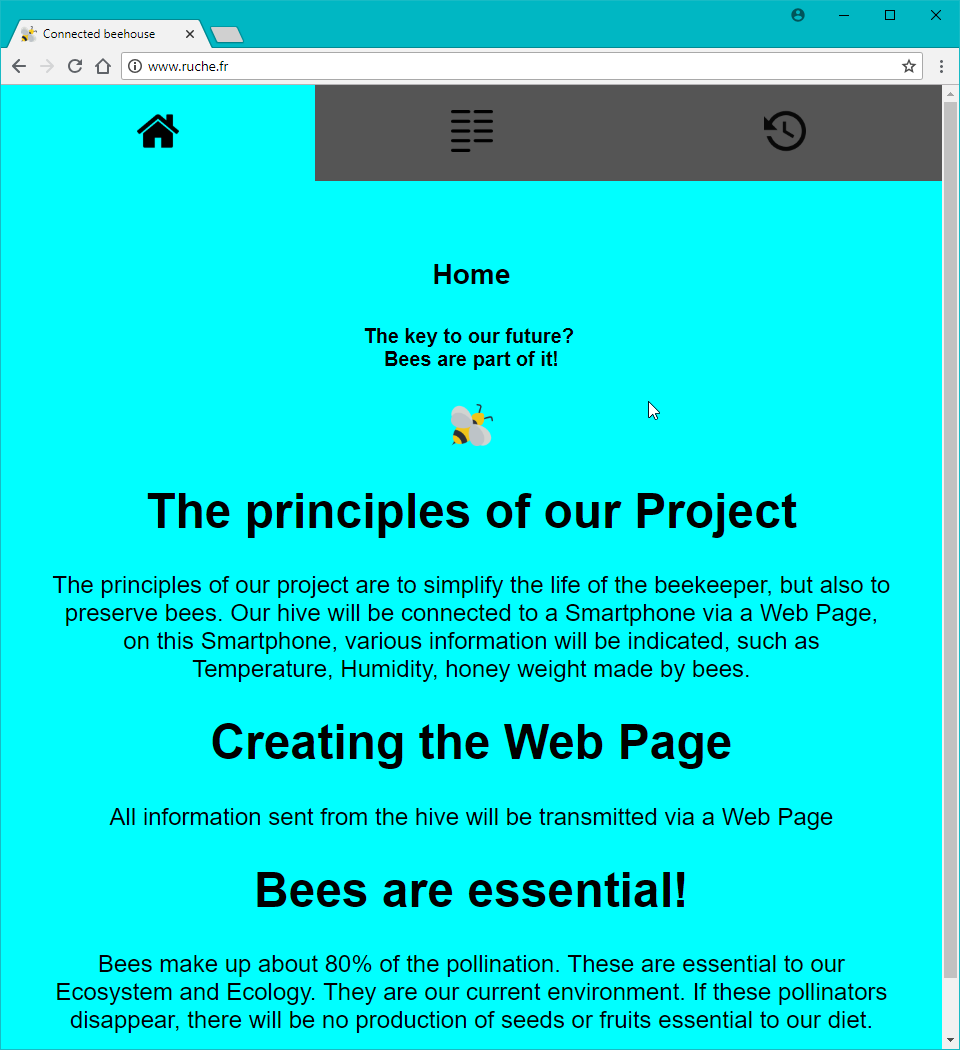 Connected beehouse
www.ruche.fr
Home
The key to our future?
Bees are part of it!
The principles of our Project
The principles of our project are to simplify the life of the beekeeper, but also to
preserve bees. Our hive will be connected to a Smartphone via a Web Page,
on this Smartphone, various information will be indicated, such as
Temperature, Humidity, honey weight made by bees.
Creating the Web Page
All information sent from the hive will be transmitted via a Web Page
Bees are essential!
Bees make up about 80% of the pollination. These are essential to our
Ecosystem and Ecology. They are our current environment. If these pollinators
disappear, there will be no production of seeds or fruits essential to our diet.